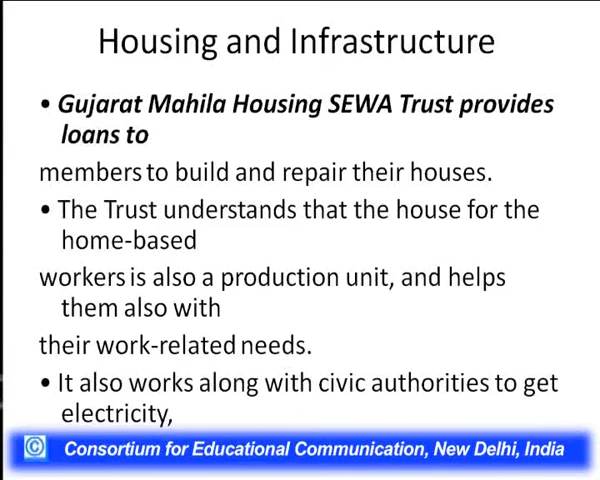 Housing and Infrastructure
• Gujarat Mahila Housing SEWA Trust provides
loans to
members to build and repair their houses.
• The Trust understands that the house for the
home-based
workers is also a production unit, and helps
them also with
their work-related needs.
• It also works along with civic authorities to get
electricity,
© Consortium for Educational Communication, New Delhi, India